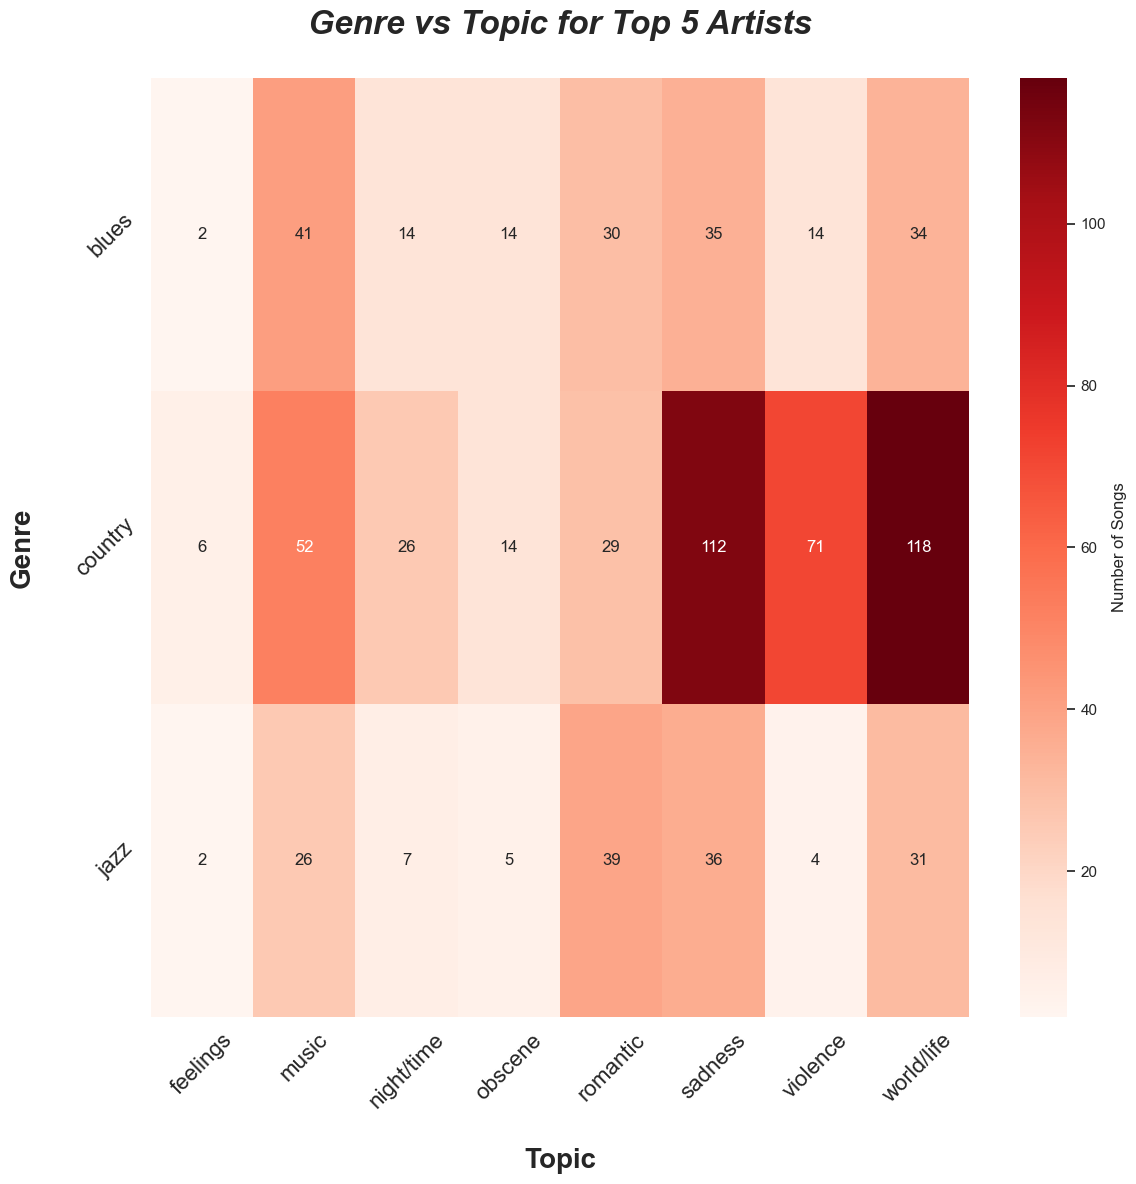 Genre vs Topic for Top 5 Artists
Genre
blues
2 41 14 14 30 35 14 34
country
6 52 26 14 29 112 71 118
jazz
2 26 7 5 39 36 4 31
feelings music night/time obscene romantic sadness violence world/life
Topic
100
80
60
40
20
Number of Songs